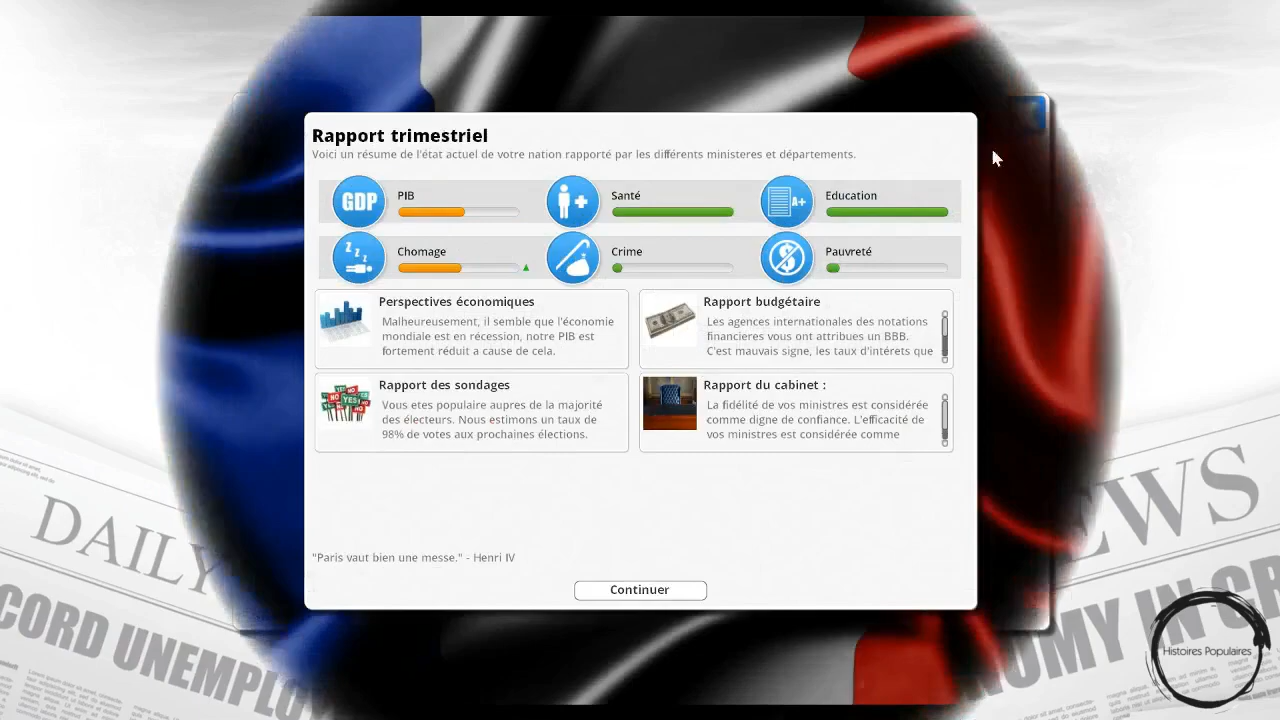 Rapport trimestriel
Voici un résume de l'état actuel de votre nation rapporté par les différents ministeres et départements.
GDP
PIB
Santé
A+
Education
Z Z Z
Chomage
Crime
$
Pauvreté
Perspectives économiques
Malheureusement, il semble que l'économie
mondiale est en récession, notre PIB est
fortement réduit a cause de cela.
Rapport budgétaire
Les agences internationales des notations
financieres vous ont attribues un BBB.
C'est mauvais signe, les taux d'intérets que
Rapport des sondages
Vous etes populaire aupres de la majorité
des électeurs. Nous estimons un taux de
98% de votes aux prochaines élections.
Rapport du cabinet :
La fidélité de vos ministres est considérée
comme digne de confiance. L'efficacité de
vos ministres est considérée comme
"Paris vaut bien une messe." - Henri IV
Continuer
DAILY
EWS
CORD UNEMPLO
NOMY IN CR
Histoires Populaires